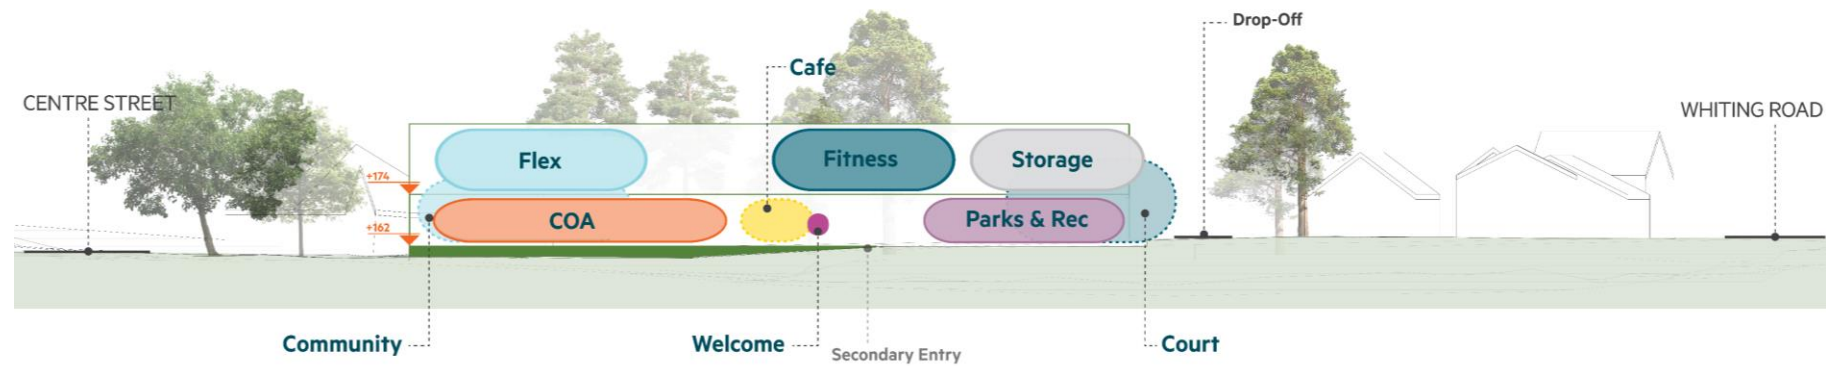 Drop-Off
Cafe
CENTRE STREET
WHITING ROAD
Flex
Fitness
Storage
+174
COA
Parks & Rec
+162
Community
Welcome
Secondary Entry
Court